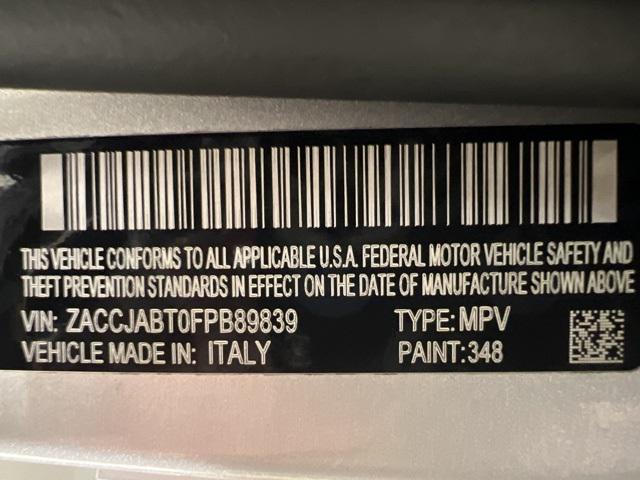 THIS VEHICLE CONFORMS TO ALL APPLICABLE U.S.A. FEDERAL MOTOR VEHICLE SAFETY AND
THEFT PREVENTION STANDARDS IN EFFECT ON THE DATE OF MANUFACTURE SHOWN ABOVE
VIN: ZACCJABT0FPB89839 TYPE: MPV
VEHICLE MADE IN: ITALY PAINT: 348